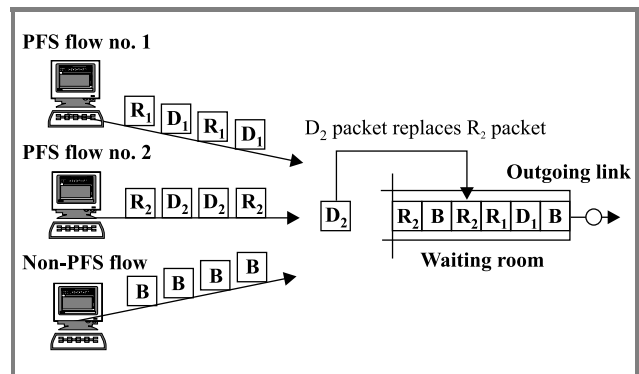 PFS flow no. 1
R₁ D₁ R₁ D₁
D₂ packet replaces R₂ packet
PFS flow no. 2
Outgoing link
R₂ D₂ D₂ R₂
D₂
R₂ B R₂ R₁ D₁ B
Waiting room
Non-PFS flow
B B B B